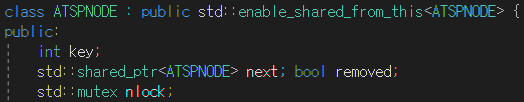 class ATSPNODE : public std::enable_shared_from_this<ATSPNODE> {
public:
int key;
std::shared_ptr<ATSPNODE> next; bool removed;
std::mutex nlock;